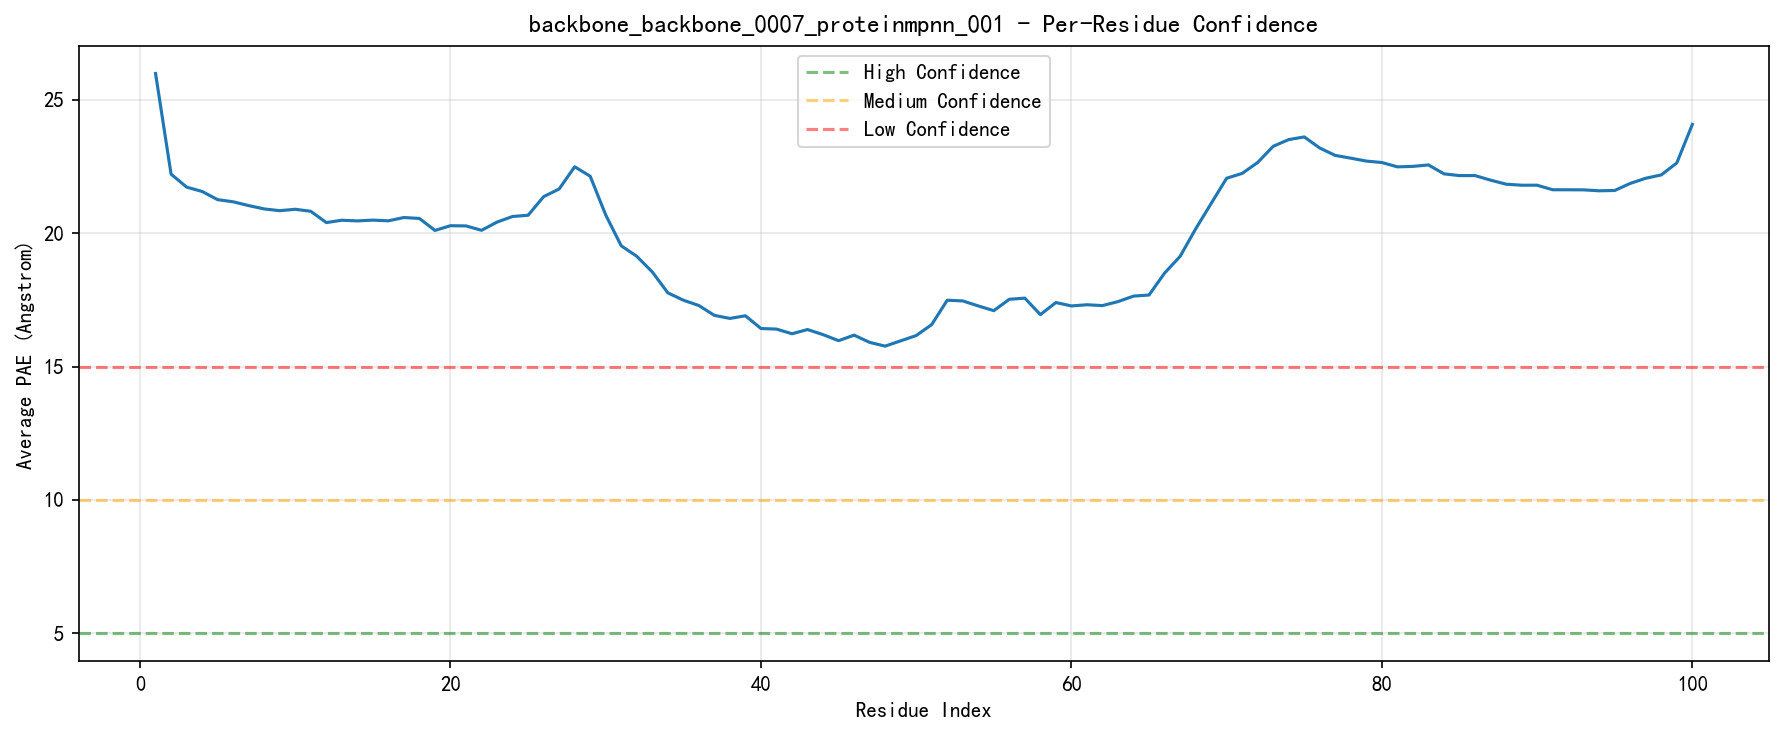 backbone_backbone_0007_proteinmpnn_001 - Per-Residue Confidence
High Confidence
Medium Confidence
Low Confidence
25
20
15
10
5
Average PAE (Angstrom)
0 20 40 60 80 100
Residue Index